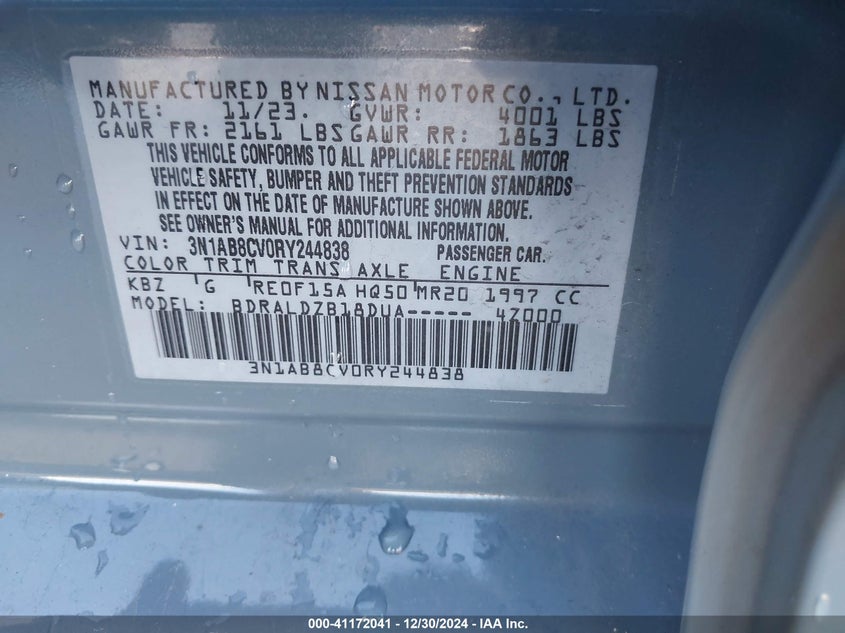 MANUFACTURED BY NISSAN MOTOR CO., LTD.
DATE: 11/23. GVWR: 4001 LBS
GAWR FR: 2161 LBS GAWR RR: 1863 LBS
THIS VEHICLE CONFORMS TO ALL APPLICABLE FEDERAL MOTOR
VEHICLE SAFETY, BUMPER AND THEFT PREVENTION STANDARDS
IN EFFECT ON THE DATE OF MANUFACTURE SHOWN ABOVE.
SEE OWNER'S MANUAL FOR ADDITIONAL INFORMATION.
VIN: 3N1AB8CV0RY244838 PASSENGER CAR.
COLOR TRIM TRANS AXLE ENGINE
KBZ G RE0F15A HQ50 MR20 1997 CC
MODEL: BDRALDZB18DUA----- 4Z000
3N1AB8CV0RY244838
000-41172041 - 12/30/2024 - IAA Inc.